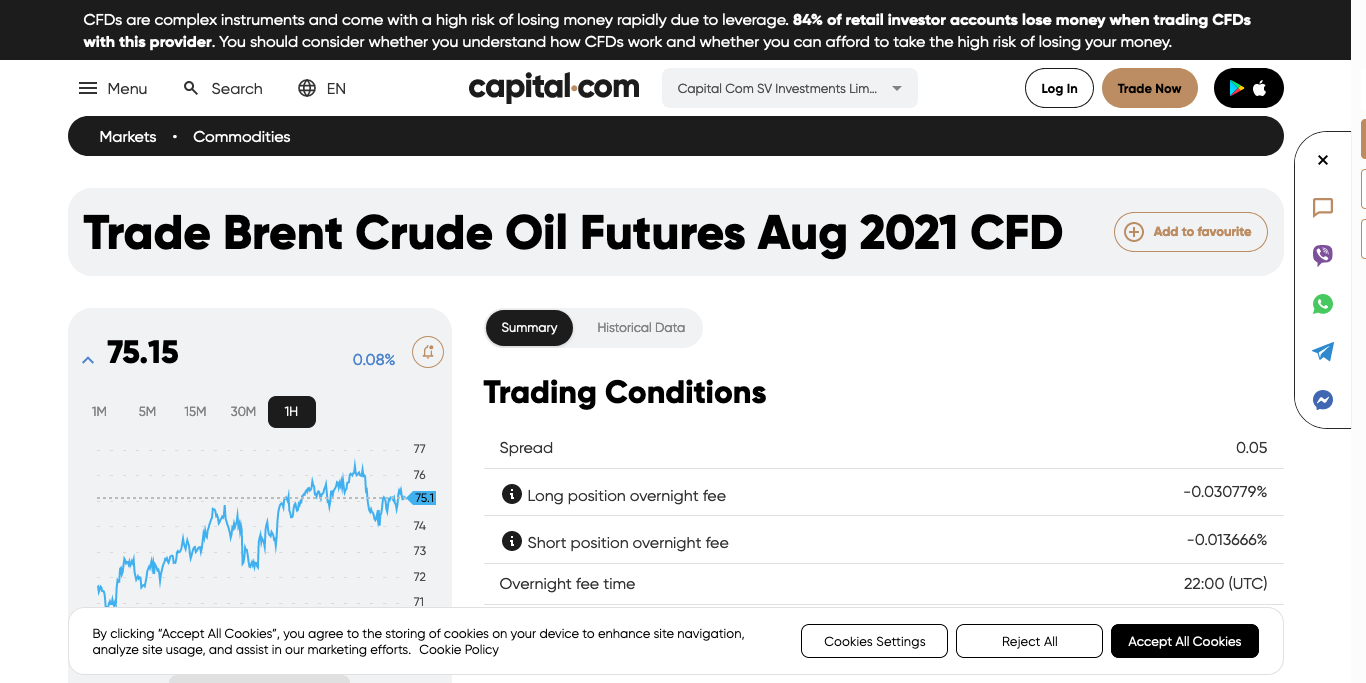 CFDs are complex instruments and come with a high risk of losing money rapidly due to leverage. 84% of retail investor accounts lose money when trading CFDs
with this provider. You should consider whether you understand how CFDs work and whether you can afford to take the high risk of losing your money.
Menu
Search
EN
capital.com
Capital Com SV Investments Lim...
Log In
Trade Now
Markets • Commodities
Trade Brent Crude Oil Futures Aug 2021 CFD
Add to favourite
75.15
0.08%
1M 5M 15M 30M 1H
77
76
75.1
74
73
72
71
Summary
Historical Data
Trading Conditions
Spread 0.05
Long position overnight fee -0.030779%
Short position overnight fee -0.013666%
Overnight fee time 22:00 (UTC)
By clicking “Accept All Cookies”, you agree to the storing of cookies on your device to enhance site navigation,
analyze site usage, and assist in our marketing efforts. Cookie Policy
Cookies Settings
Reject All
Accept All Cookies